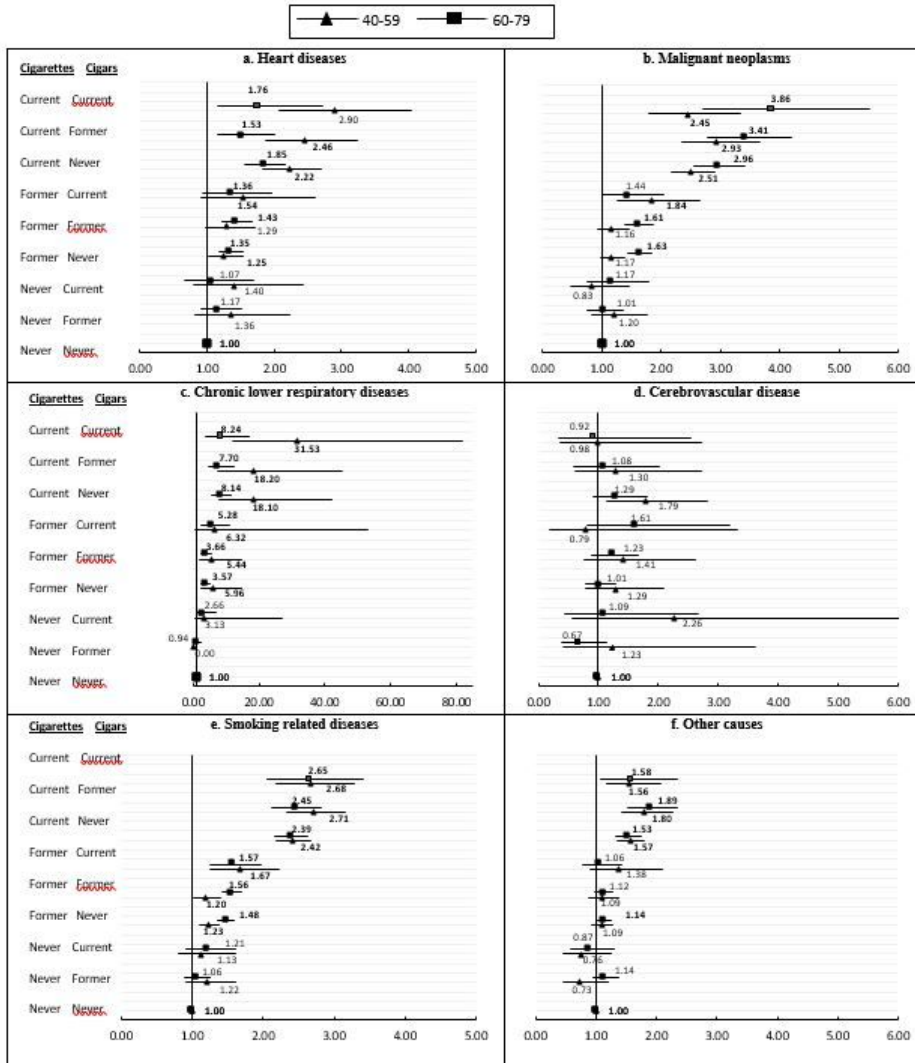 40-59 60-79
a. Heart diseases
Cigarettes Cigars
Current Current
Current Former
Current Never
Former Current
Former Former
Former Never
Never Current
Never Former
Never Never
1.76
2.90
1.53
2.46
1.85
2.22
1.36
1.54
1.43
1.29
1.35
1.25
1.07
1.40
1.17
1.36
1.00
0.00 1.00 2.00 3.00 4.00 5.00
b. Malignant neoplasms
3.86
2.45
3.41
2.93
2.96
2.51
1.44
1.84
1.61
1.16
1.63
1.17
1.17
0.83
1.01
1.20
1.00
0.00 1.00 2.00 3.00 4.00 5.00 6.00
c. Chronic lower respiratory diseases
Cigarettes Cigars
Current Current
Current Former
Current Never
Former Current
Former Former
Former Never
Never Current
Never Former
Never Never
8.24
31.53
7.70
18.20
8.14
18.10
5.28
6.32
3.66
5.44
3.57
5.96
2.66
3.13
0.94
0.00
1.00
0.00 20.00 40.00 60.00 80.00
d. Cerebrovascular disease
0.92
0.98
1.08
1.30
1.29
1.79
1.61
0.79
1.23
1.41
1.01
1.29
1.09
2.26
0.67
1.23
1.00
0.00 1.00 2.00 3.00 4.00 5.00 6.00
e. Smoking related diseases
Cigarettes Cigars
Current Current
Current Former
Current Never
Former Current
Former Former
Former Never
Never Current
Never Former
Never Never
2.65
2.68
2.45
2.71
2.39
2.42
1.57
1.67
1.56
1.20
1.48
1.23
1.21
1.13
1.06
1.22
1.00
0.00 1.00 2.00 3.00 4.00 5.00
f. Other causes
1.58
1.56
1.89
1.80
1.53
1.57
1.06
1.38
1.12
1.09
1.14
1.09
0.87
0.76
1.14
0.73
1.00
0.00 1.00 2.00 3.00 4.00 5.00 6.00